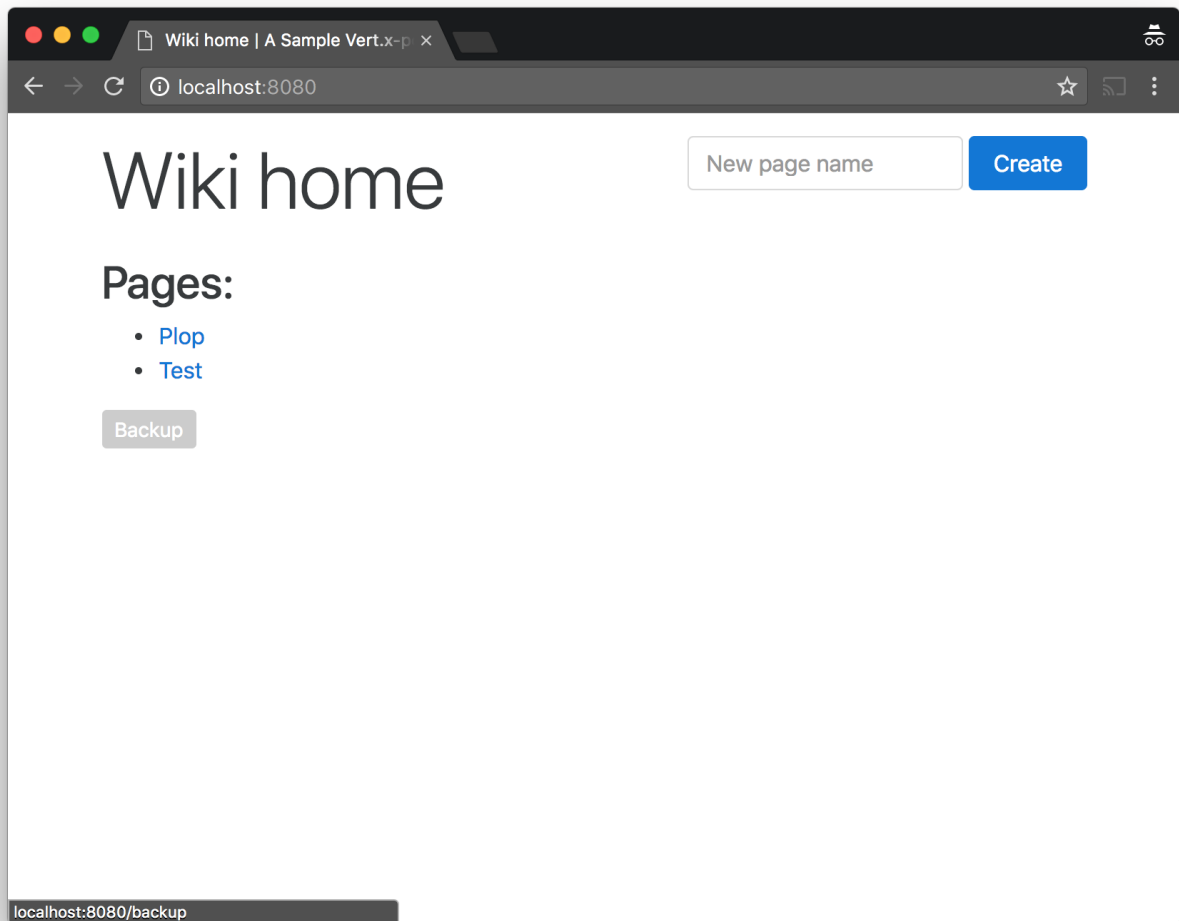 Wiki home | A Sample Vert.x-p
localhost:8080
Wiki home
New page name
Create
Pages:
Plop
Test
Backup
localhost:8080/backup